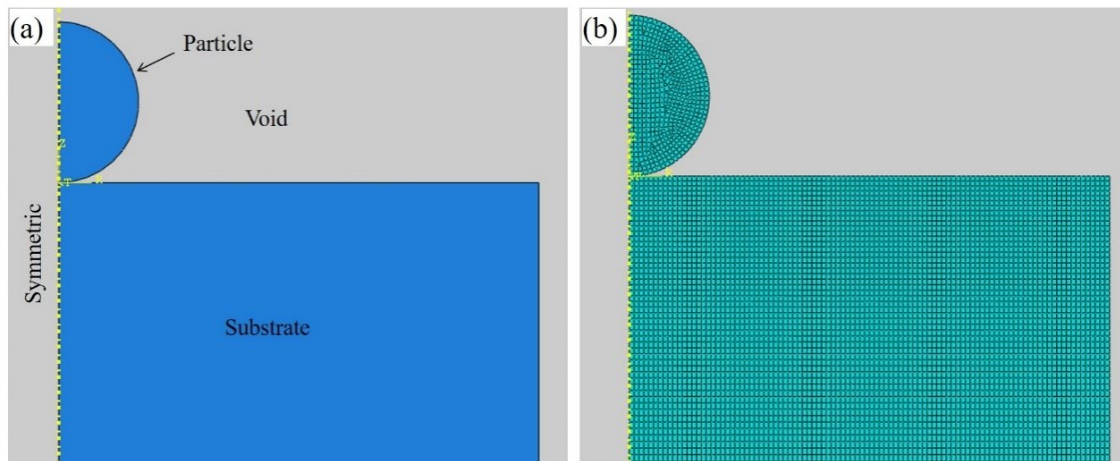 (a)
Particle
Void
Z
T
R
Symmetric
Substrate
(b)